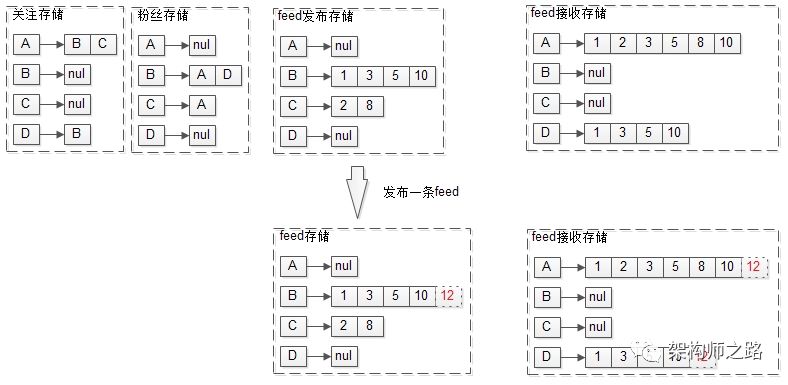 关注存储
A B C
B nul
C nul
D B
粉丝存储
A nul
B A D
C A
D nul
feed发布存储
A nul
B 1 3 5 10
C 2 8
D nul
feed接收存储
A 1 2 3 5 8 10
B nul
C nul
D 1 3 5 10
发布一条feed
feed存储
A nul
B 1 3 5 10 12
C 2 8
D nul
feed接收存储
A 1 2 3 5 8 10 12
B nul
C nul
D 1 3 10 12
架构师之路